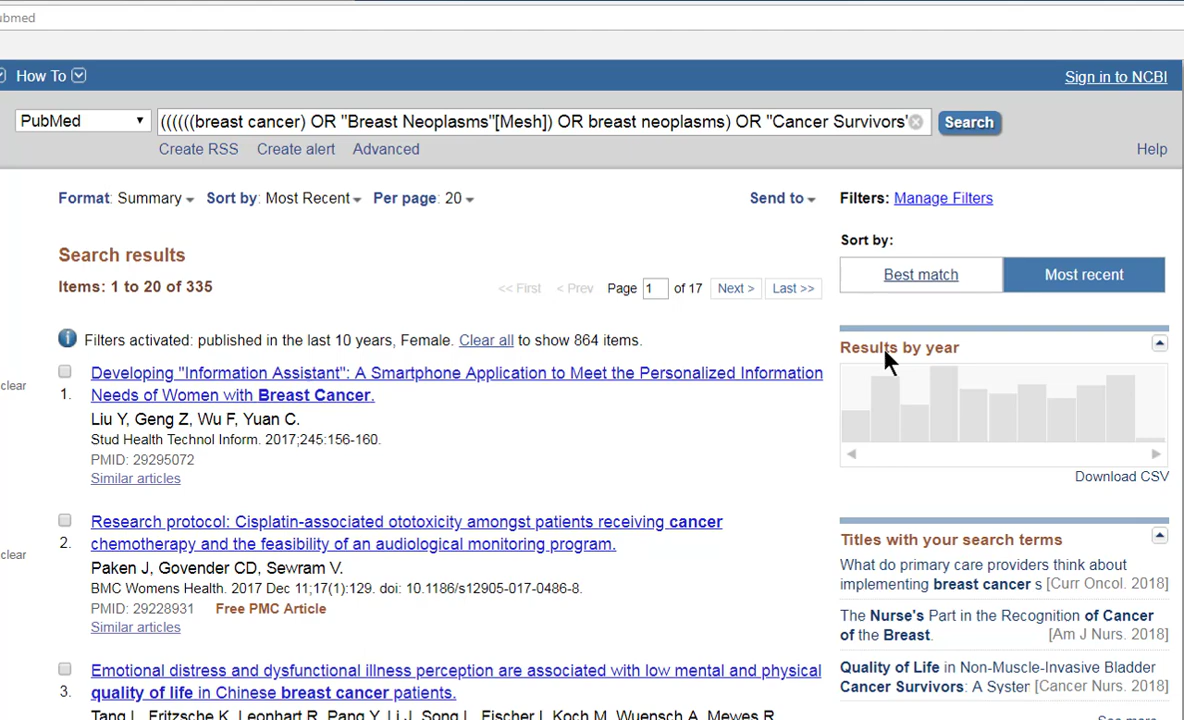 ubmed
How To
Sign in to NCBI
PubMed
((((((breast cancer) OR "Breast Neoplasms"[Mesh]) OR breast neoplasms) OR "Cancer Survivors"
Search
Create RSS Create alert Advanced
Help
Format: Summary Sort by: Most Recent Per page: 20
Send to
Filters: Manage Filters
Sort by:
Best match
Most recent
Search results
Items: 1 to 20 of 335
<< First < Prev Page 1 of 17 Next > Last >>
Filters activated: published in the last 10 years, Female. Clear all to show 864 items.
clear
1.
Developing "Information Assistant": A Smartphone Application to Meet the Personalized Information
Needs of Women with Breast Cancer.
Liu Y, Geng Z, Wu F, Yuan C.
Stud Health Technol Inform. 2017;245:156-160.
PMID: 29295072
Similar articles
clear
2.
Research protocol: Cisplatin-associated ototoxicity amongst patients receiving cancer
chemotherapy and the feasibility of an audiological monitoring program.
Paken J, Govender CD, Sewram V.
BMC Womens Health. 2017 Dec 11;17(1):129. doi: 10.1186/s12905-017-0486-8.
PMID: 29228931 Free PMC Article
Similar articles
3.
Emotional distress and dysfunctional illness perception are associated with low mental and physical
quality of life in Chinese breast cancer patients.
Tang L, Fritzsche K, Leonhart R, Pang Y, Li J, Song L, Fischer I, Koch M, Wuensch A, Mewes R
Results by year
Download CSV
Titles with your search terms
What do primary care providers think about
implementing breast cancer s [Curr Oncol. 2018]
The Nurse's Part in the Recognition of Cancer
of the Breast. [Am J Nurs. 2018]
Quality of Life in Non-Muscle-Invasive Bladder
Cancer Survivors: A Syster [Cancer Nurs. 2018]
See more